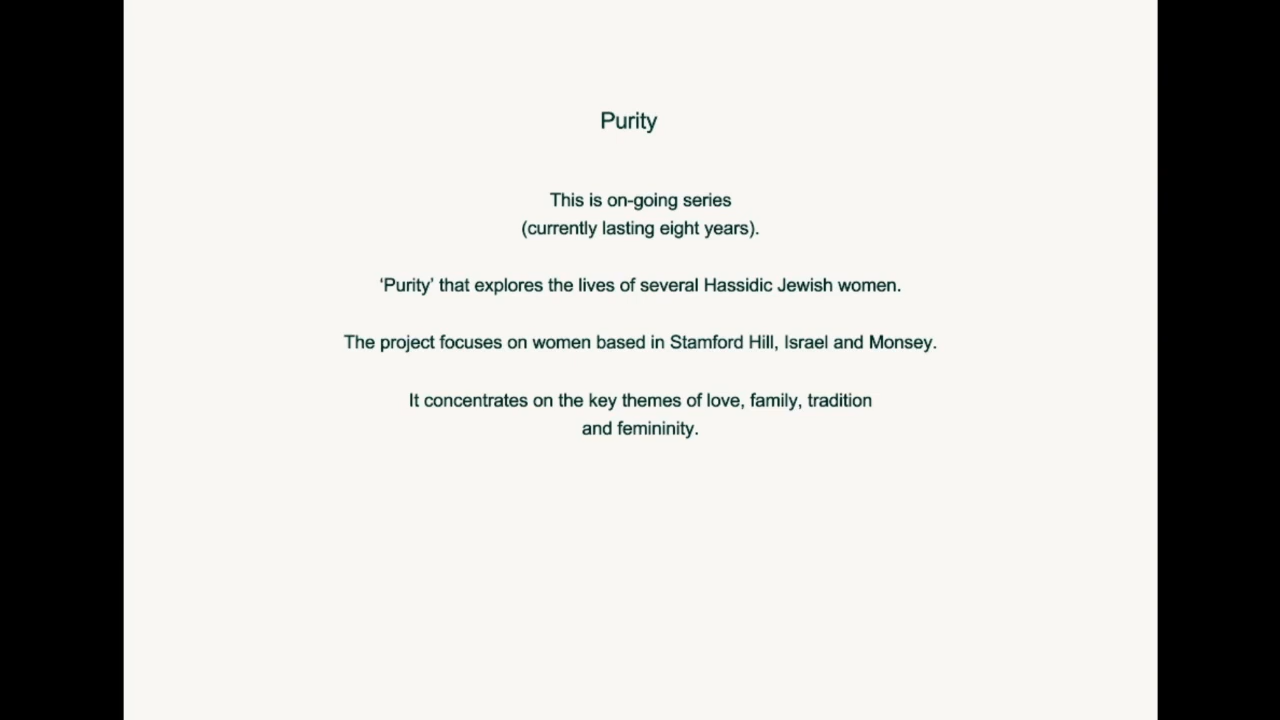 Purity
This is on-going series
(currently lasting eight years).
‘Purity’ that explores the lives of several Hassidic Jewish women.
The project focuses on women based in Stamford Hill, Israel and Monsey.
It concentrates on the key themes of love, family, tradition
and femininity.